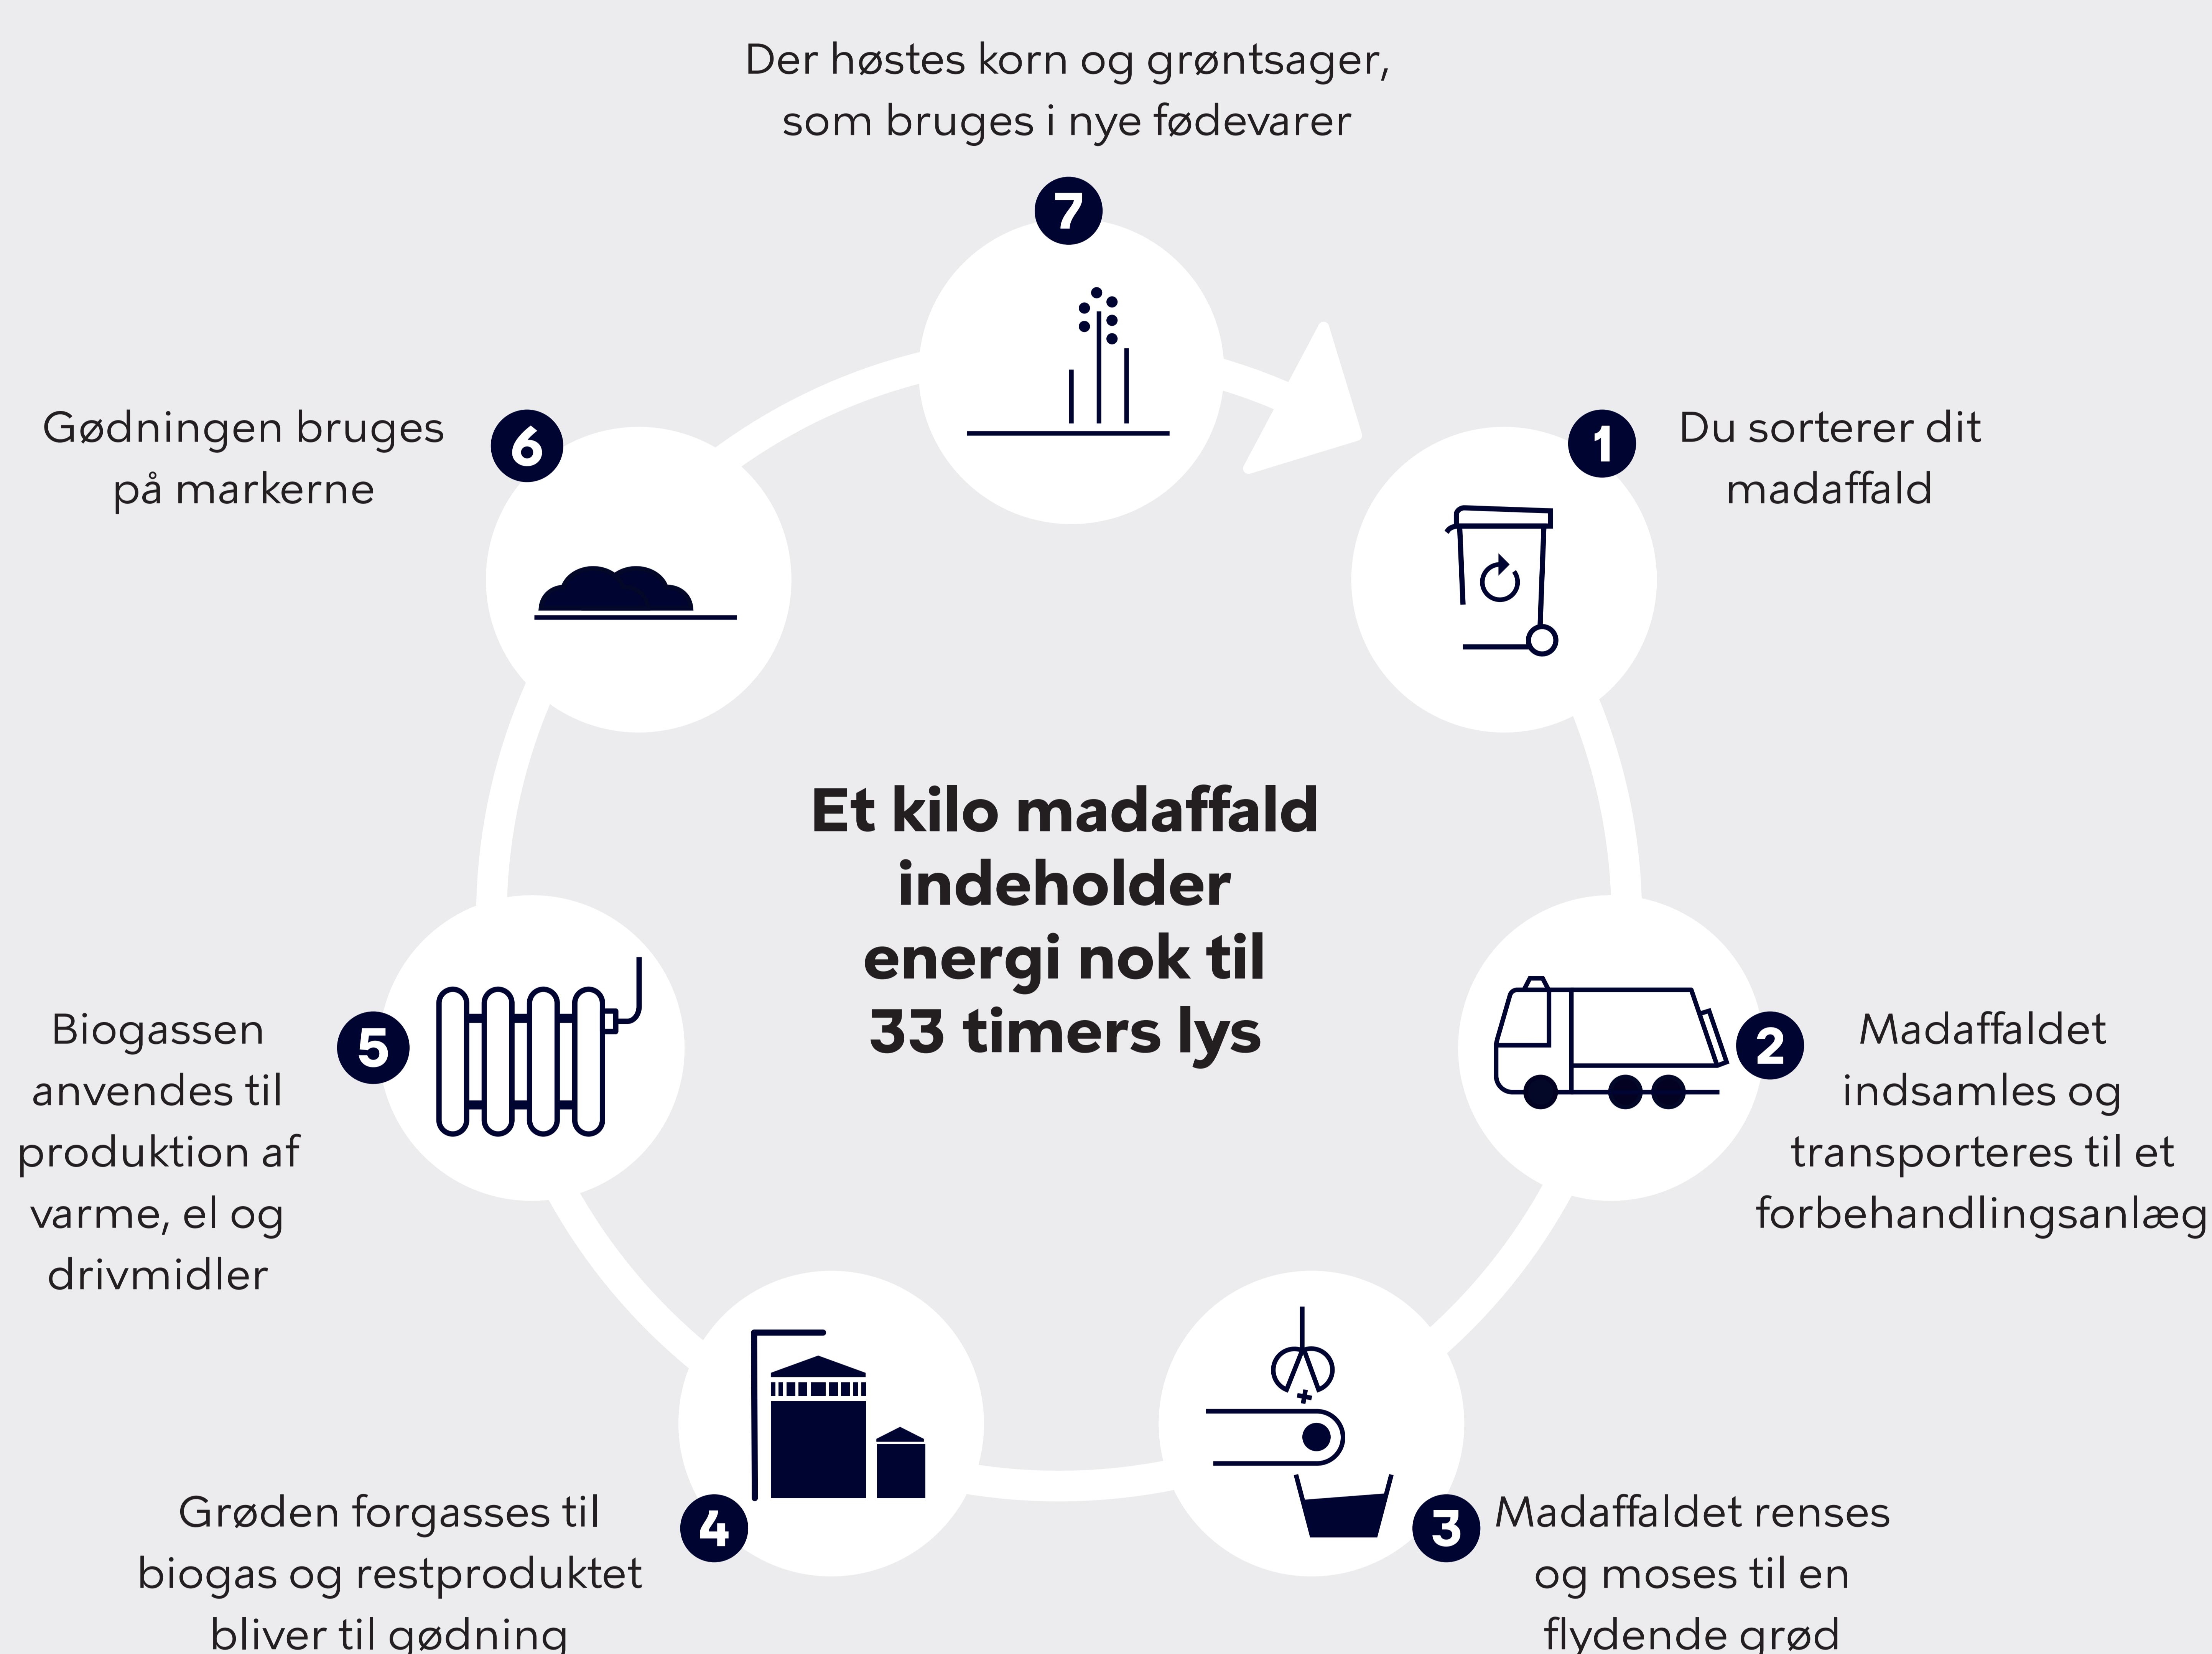 Der høstes korn og grøntsager,
som bruges i nye fødevarer
7
1
Du sorterer dit
madaffald
2
Madaffaldet
indsamles og
transporteres til et
forbehandlingsanlæg
3
Madaffaldet renses
og moses til en
flydende grød
4
Grøden forgasses til
biogas og restproduktet
bliver til gødning
5
Biogassen
anvendes til
produktion af
varme, el og
drivmidler
6
Gødningen bruges
på markerne
Et kilo madaffald
indeholder
energi nok til
33 timers lys